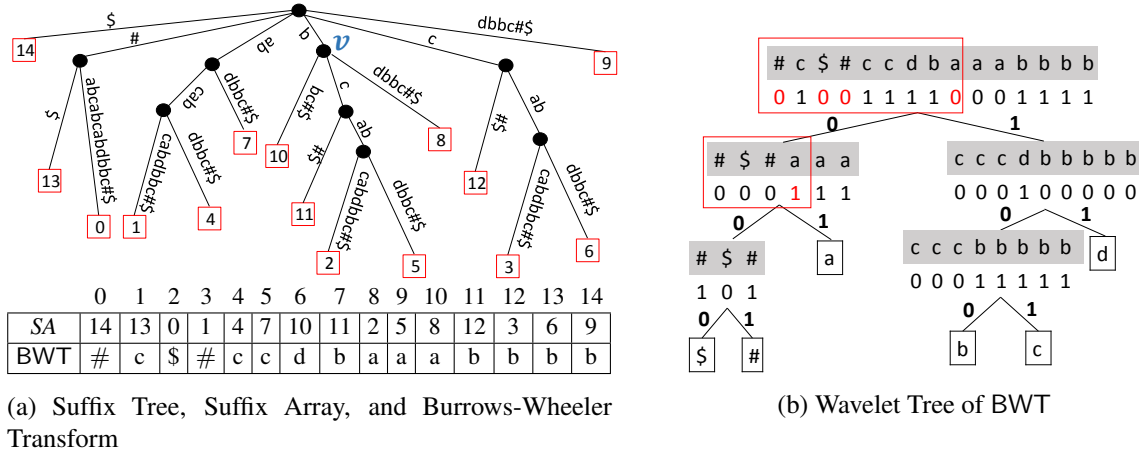 $ # ab b v c dbbc#$
14 9
$ abcabcabdbbc#$ cab dbbc#$ bc#$ c dbbc#$ #$ ab
13 0 cabdbbc#$ dbbc#$ 7 10 #$ ab 8 12 cabdbbc#$ dbbc#$
1 4 11 cabdbbc#$ dbbc#$ 3 6
2 5
0 1 2 3 4 5 6 7 8 9 10 11 12 13 14
SA 14 13 0 1 4 7 10 11 2 5 8 12 3 6 9
BWT # c $ # c c d b a a a b b b b
(a) Suffix Tree, Suffix Array, and Burrows-Wheeler
Transform
# c $ # c c d b a a a b b b b
0 1 0 0 1 1 1 1 0 0 0 1 1 1 1
0 1
# $ # a a a c c c d b b b b b
0 0 0 1 1 1 0 0 0 1 0 0 0 0 0
0 1 0 1
# $ # a c c c b b b b b d
1 0 1 0 0 0 1 1 1 1 1
0 1 0 1
$ # b c
(b) Wavelet Tree of BWT